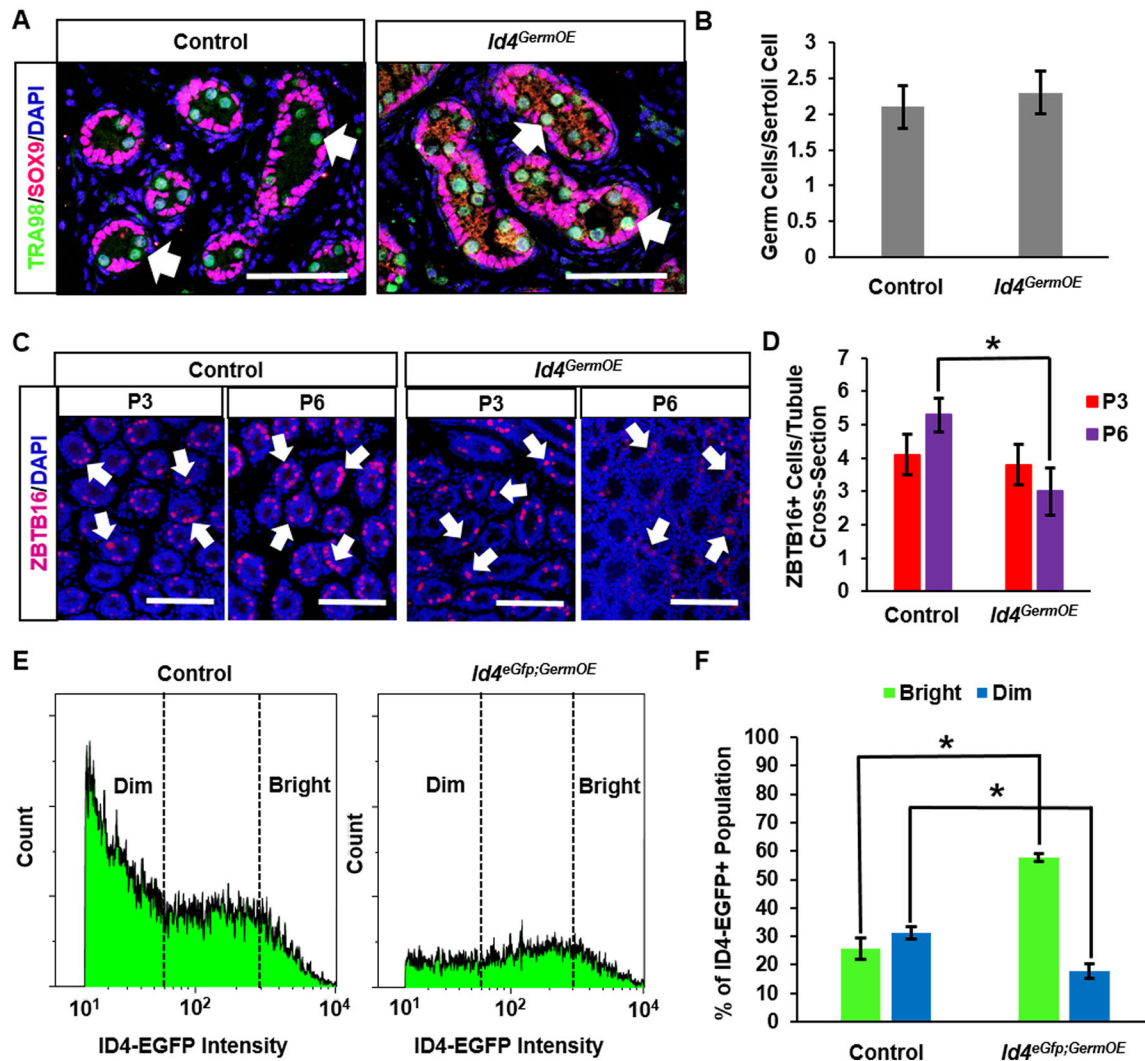 A
Control
Id4GermOE
TRA98/SOX9/DAPI
B
Germ Cells/Sertoli Cell
3
2.5
2
1.5
1
0.5
0
Control
Id4GermOE
C
Control
Id4GermOE
P3
P6
P3
P6
ZBTB16/DAPI
D
ZBTB16+ Cells/Tubule
Cross-Section
7
6
5
4
3
2
1
0
*
P3
P6
Control
Id4GermOE
E
Control
Id4eGfp;GermOE
Count
Dim
Bright
10¹
10²
10⁴
ID4-EGFP Intensity
Count
Dim
Bright
10¹
10²
10⁴
ID4-EGFP Intensity
F
Bright
Dim
% of ID4-EGFP+ Population
100
90
80
70
60
50
40
30
20
10
0
*
*
Control
Id4eGfp;GermOE